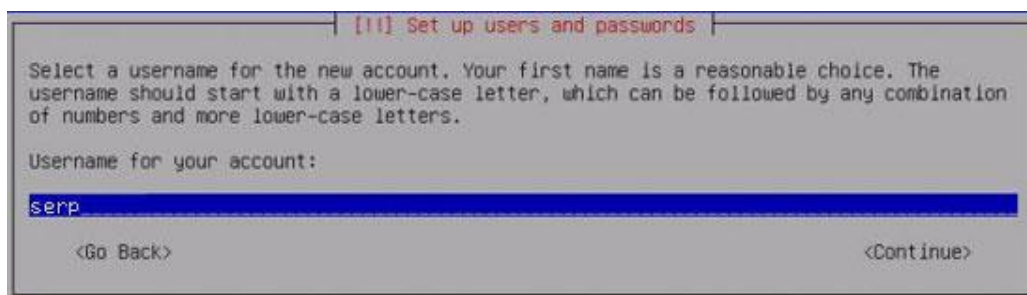 [!!] Set up users and passwords
Select a username for the new account. Your first name is a reasonable choice. The
username should start with a lower-case letter, which can be followed by any combination
of numbers and more lower-case letters.
Username for your account:
serp
<Go Back> <Continue>